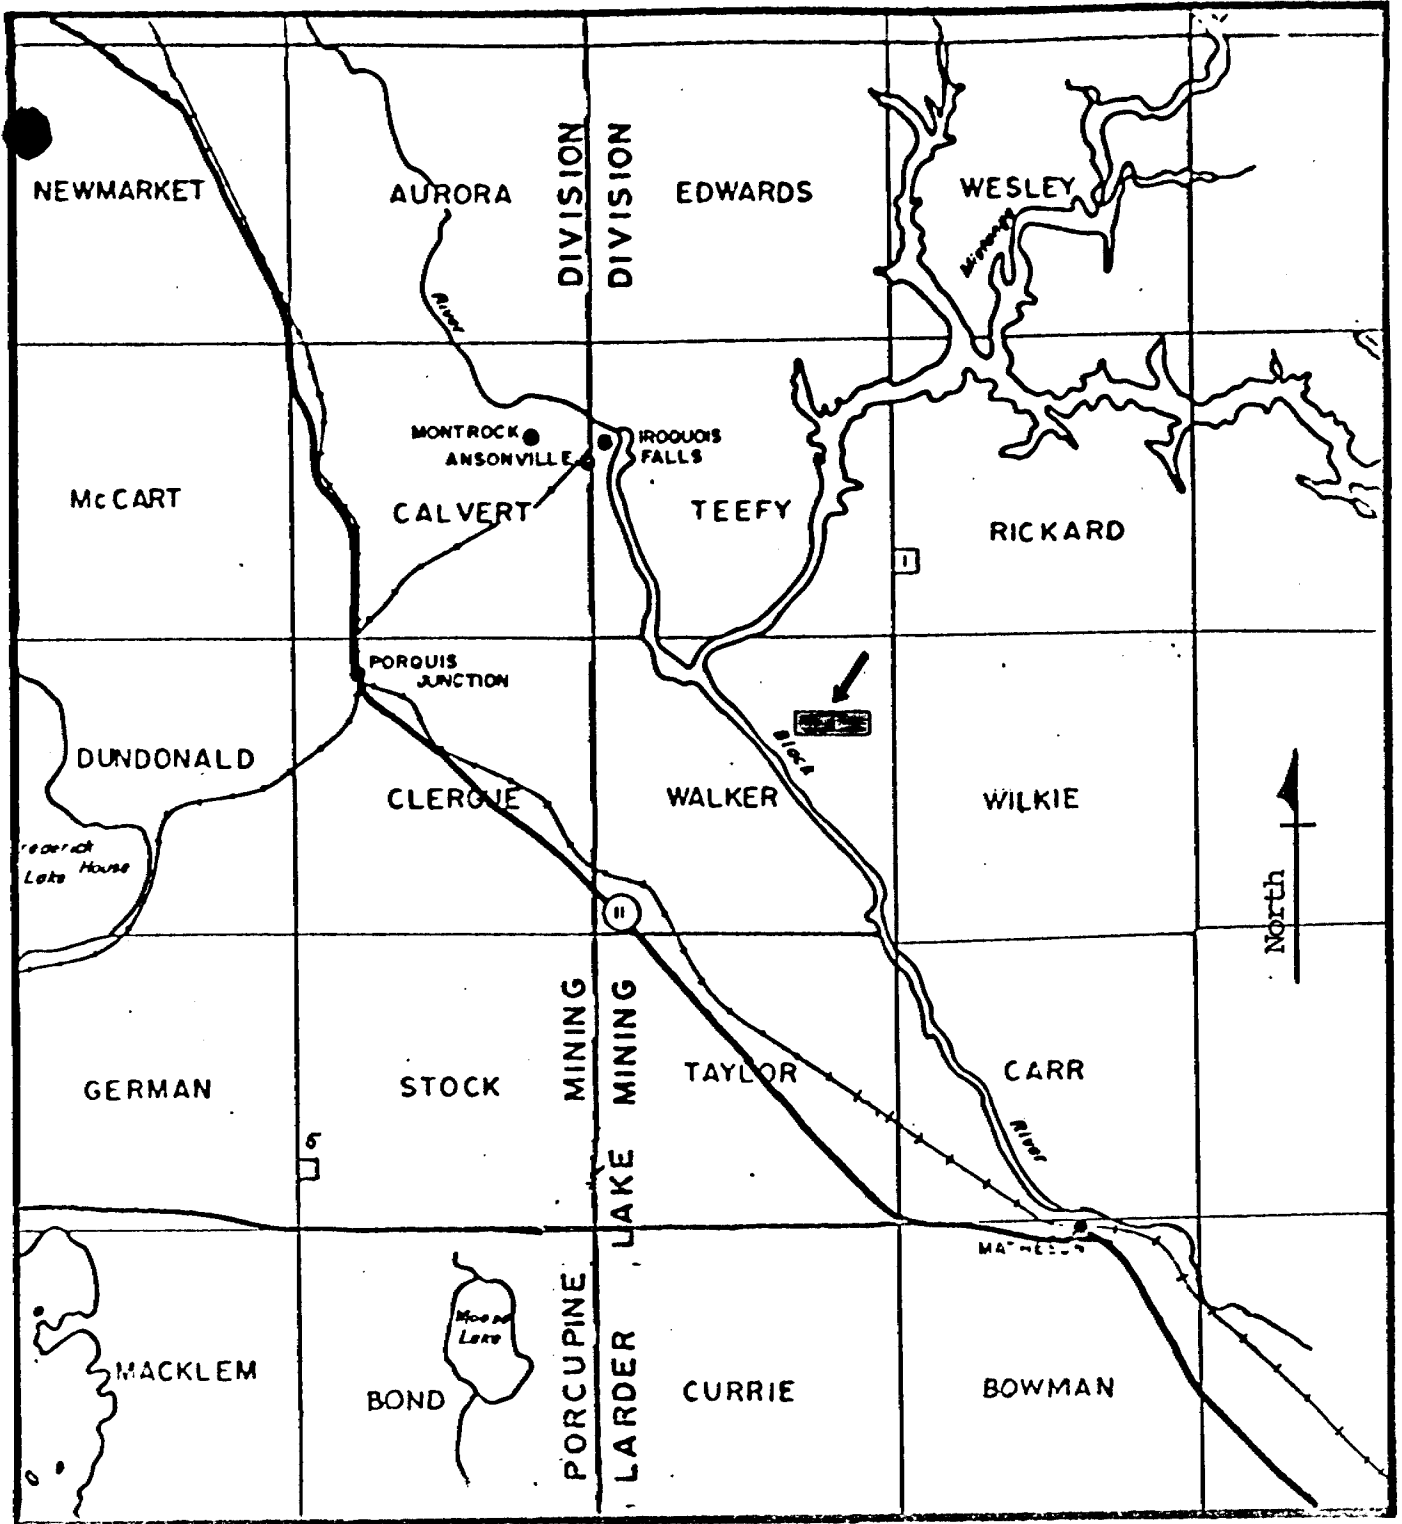 NEWMARKET
AURORA
DIVISION
DIVISION
EDWARDS
WESLEY
River
MONTROCK
ANSONVILLE
IROQUOIS
FALLS
McCART
CALVERT
TEEFY
RICKARD
1
PORQUIS
JUNCTION
DUNDONALD
CLERGUE
WALKER
Black
WILKIE
rederick
House
Lake
11
North
GERMAN
STOCK
PORCUPINE MINING
LARDER LAKE MINING
TAYLOR
CARR
River
5
MACKLEM
Moose
Lake
BOND
CURRIE
BOWMAN